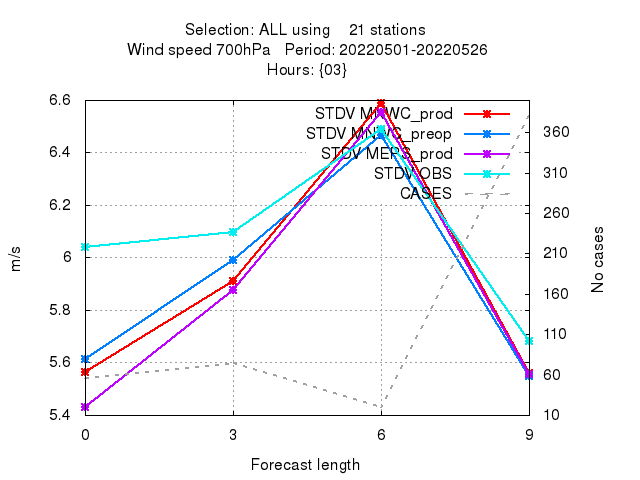 Selection: ALL using 21 stations
Wind speed 700hPa Period: 20220501-20220526
Hours: {03}
6.6
6.4
6.2
6
5.8
5.6
5.4
m/s
STDV MNWC_prod
STDV MNWC_preop
STDV MEPS_prod
STDV OBS
CASES
360
310
260
210
160
110
60
10
No cases
0 3 6 9
Forecast length